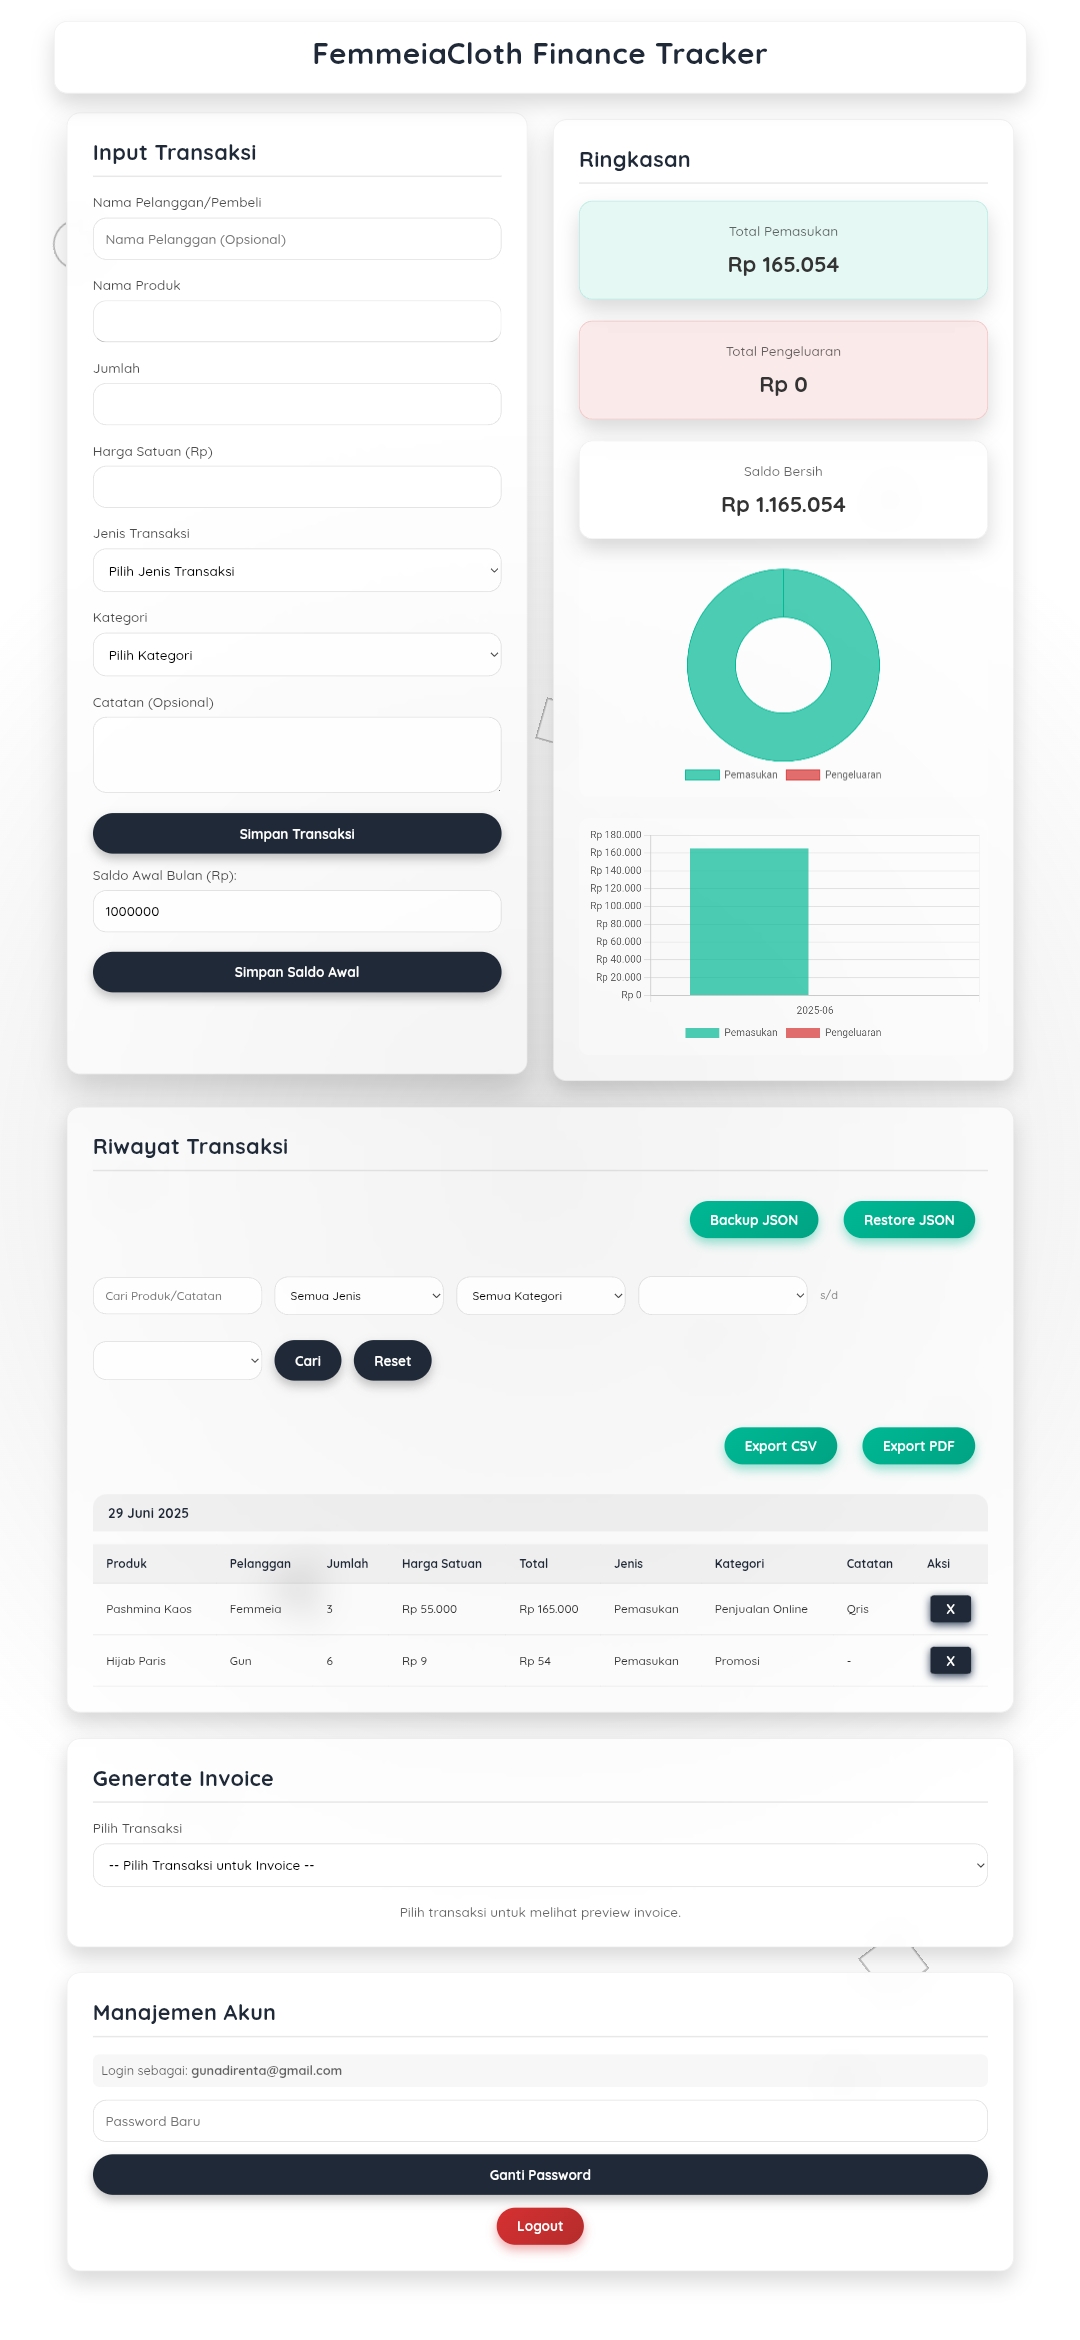 FemmeiaCloth Finance Tracker
Input Transaksi
Nama Pelanggan/Pembeli
Nama Pelanggan (Opsional)
Nama Produk
Jumlah
Harga Satuan (Rp)
Jenis Transaksi
Pilih Jenis Transaksi
Kategori
Pilih Kategori
Catatan (Opsional)
Simpan Transaksi
Saldo Awal Bulan (Rp):
1000000
Simpan Saldo Awal
Ringkasan
Total Pemasukan
Rp 165.054
Total Pengeluaran
Rp 0
Saldo Bersih
Rp 1.165.054
Pemasukan Pengeluaran
Rp 180.000
Rp 160.000
Rp 140.000
Rp 120.000
Rp 100.000
Rp 80.000
Rp 60.000
Rp 40.000
Rp 20.000
Rp 0
2025-06
Pemasukan Pengeluaran
Riwayat Transaksi
Backup JSON Restore JSON
Cari Produk/Catatan Semua Jenis Semua Kategori s/d
Cari Reset
Export CSV Export PDF
29 Juni 2025
Produk Pelanggan Jumlah Harga Satuan Total Jenis Kategori Catatan Aksi
Pashmina Kaos Femmeia 3 Rp 55.000 Rp 165.000 Pemasukan Penjualan Online Qris X
Hijab Paris Gun 6 Rp 9 Rp 54 Pemasukan Promosi - X
Generate Invoice
Pilih Transaksi
-- Pilih Transaksi untuk Invoice --
Pilih transaksi untuk melihat preview invoice.
Manajemen Akun
Login sebagai: gunadirenta@gmail.com
Password Baru
Ganti Password
Logout